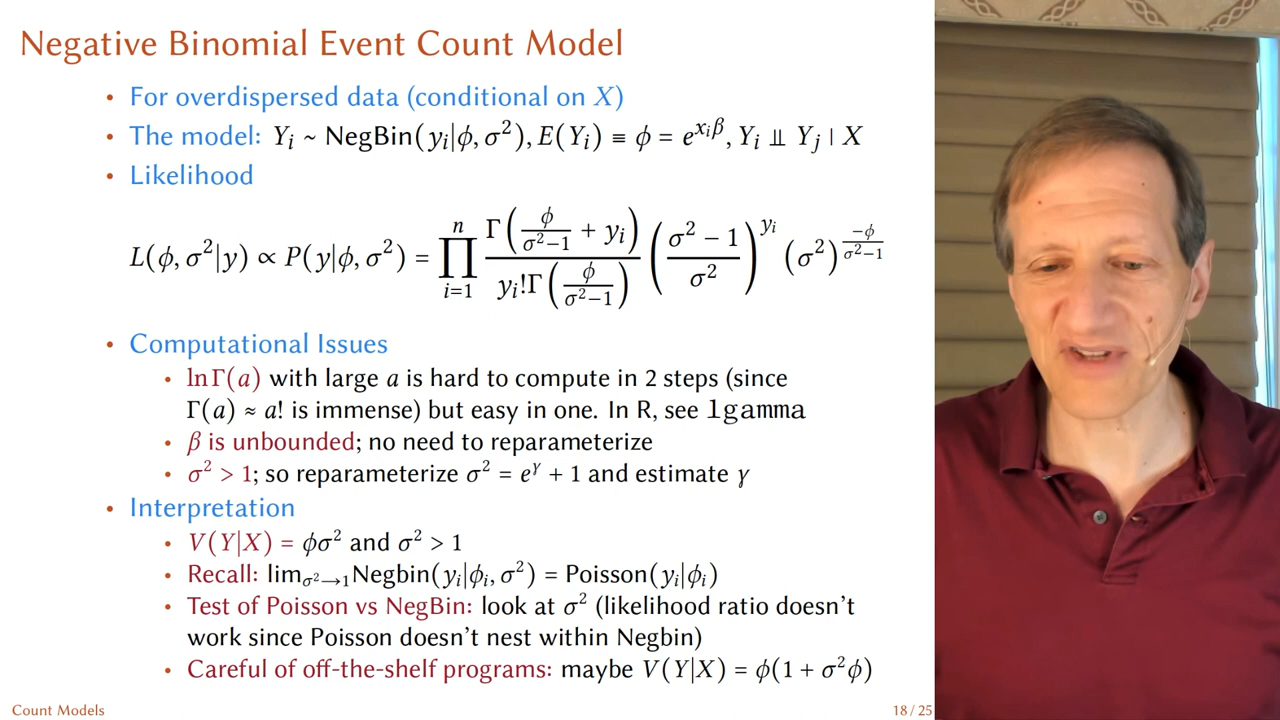 Negative Binomial Event Count Model
• For overdispersed data (conditional on X)
• The model: Yᵢ ~ NegBin(yᵢ|ϕ, σ²), E(Yᵢ) ≡ ϕ = e^{xᵢβ}, Yᵢ ⫫ Yⱼ | X
• Likelihood
L(ϕ, σ²|y) ∝ P(y|ϕ, σ²) = ∏_{i=1}^{n} \frac{Γ(\frac{ϕ}{σ²−1} + yᵢ)}{yᵢ!Γ(\frac{ϕ}{σ²−1})} (\frac{σ² − 1}{σ²})^{yᵢ} (σ²)^{\frac{−ϕ}{σ²−1}}
• Computational Issues
• ln Γ(a) with large a is hard to compute in 2 steps (since
Γ(a) ≈ a! is immense) but easy in one. In R, see lgamma
• β is unbounded; no need to reparameterize
• σ² > 1; so reparameterize σ² = e^γ + 1 and estimate γ
• Interpretation
• V(Y|X) = ϕσ² and σ² > 1
• Recall: lim_{σ²→1}Negbin(yᵢ|ϕᵢ, σ²) = Poisson(yᵢ|ϕᵢ)
• Test of Poisson vs NegBin: look at σ² (likelihood ratio doesn’t
work since Poisson doesn’t nest within Negbin)
• Careful of off-the-shelf programs: maybe V(Y|X) = ϕ(1 + σ²ϕ)
Count Models
18 / 25